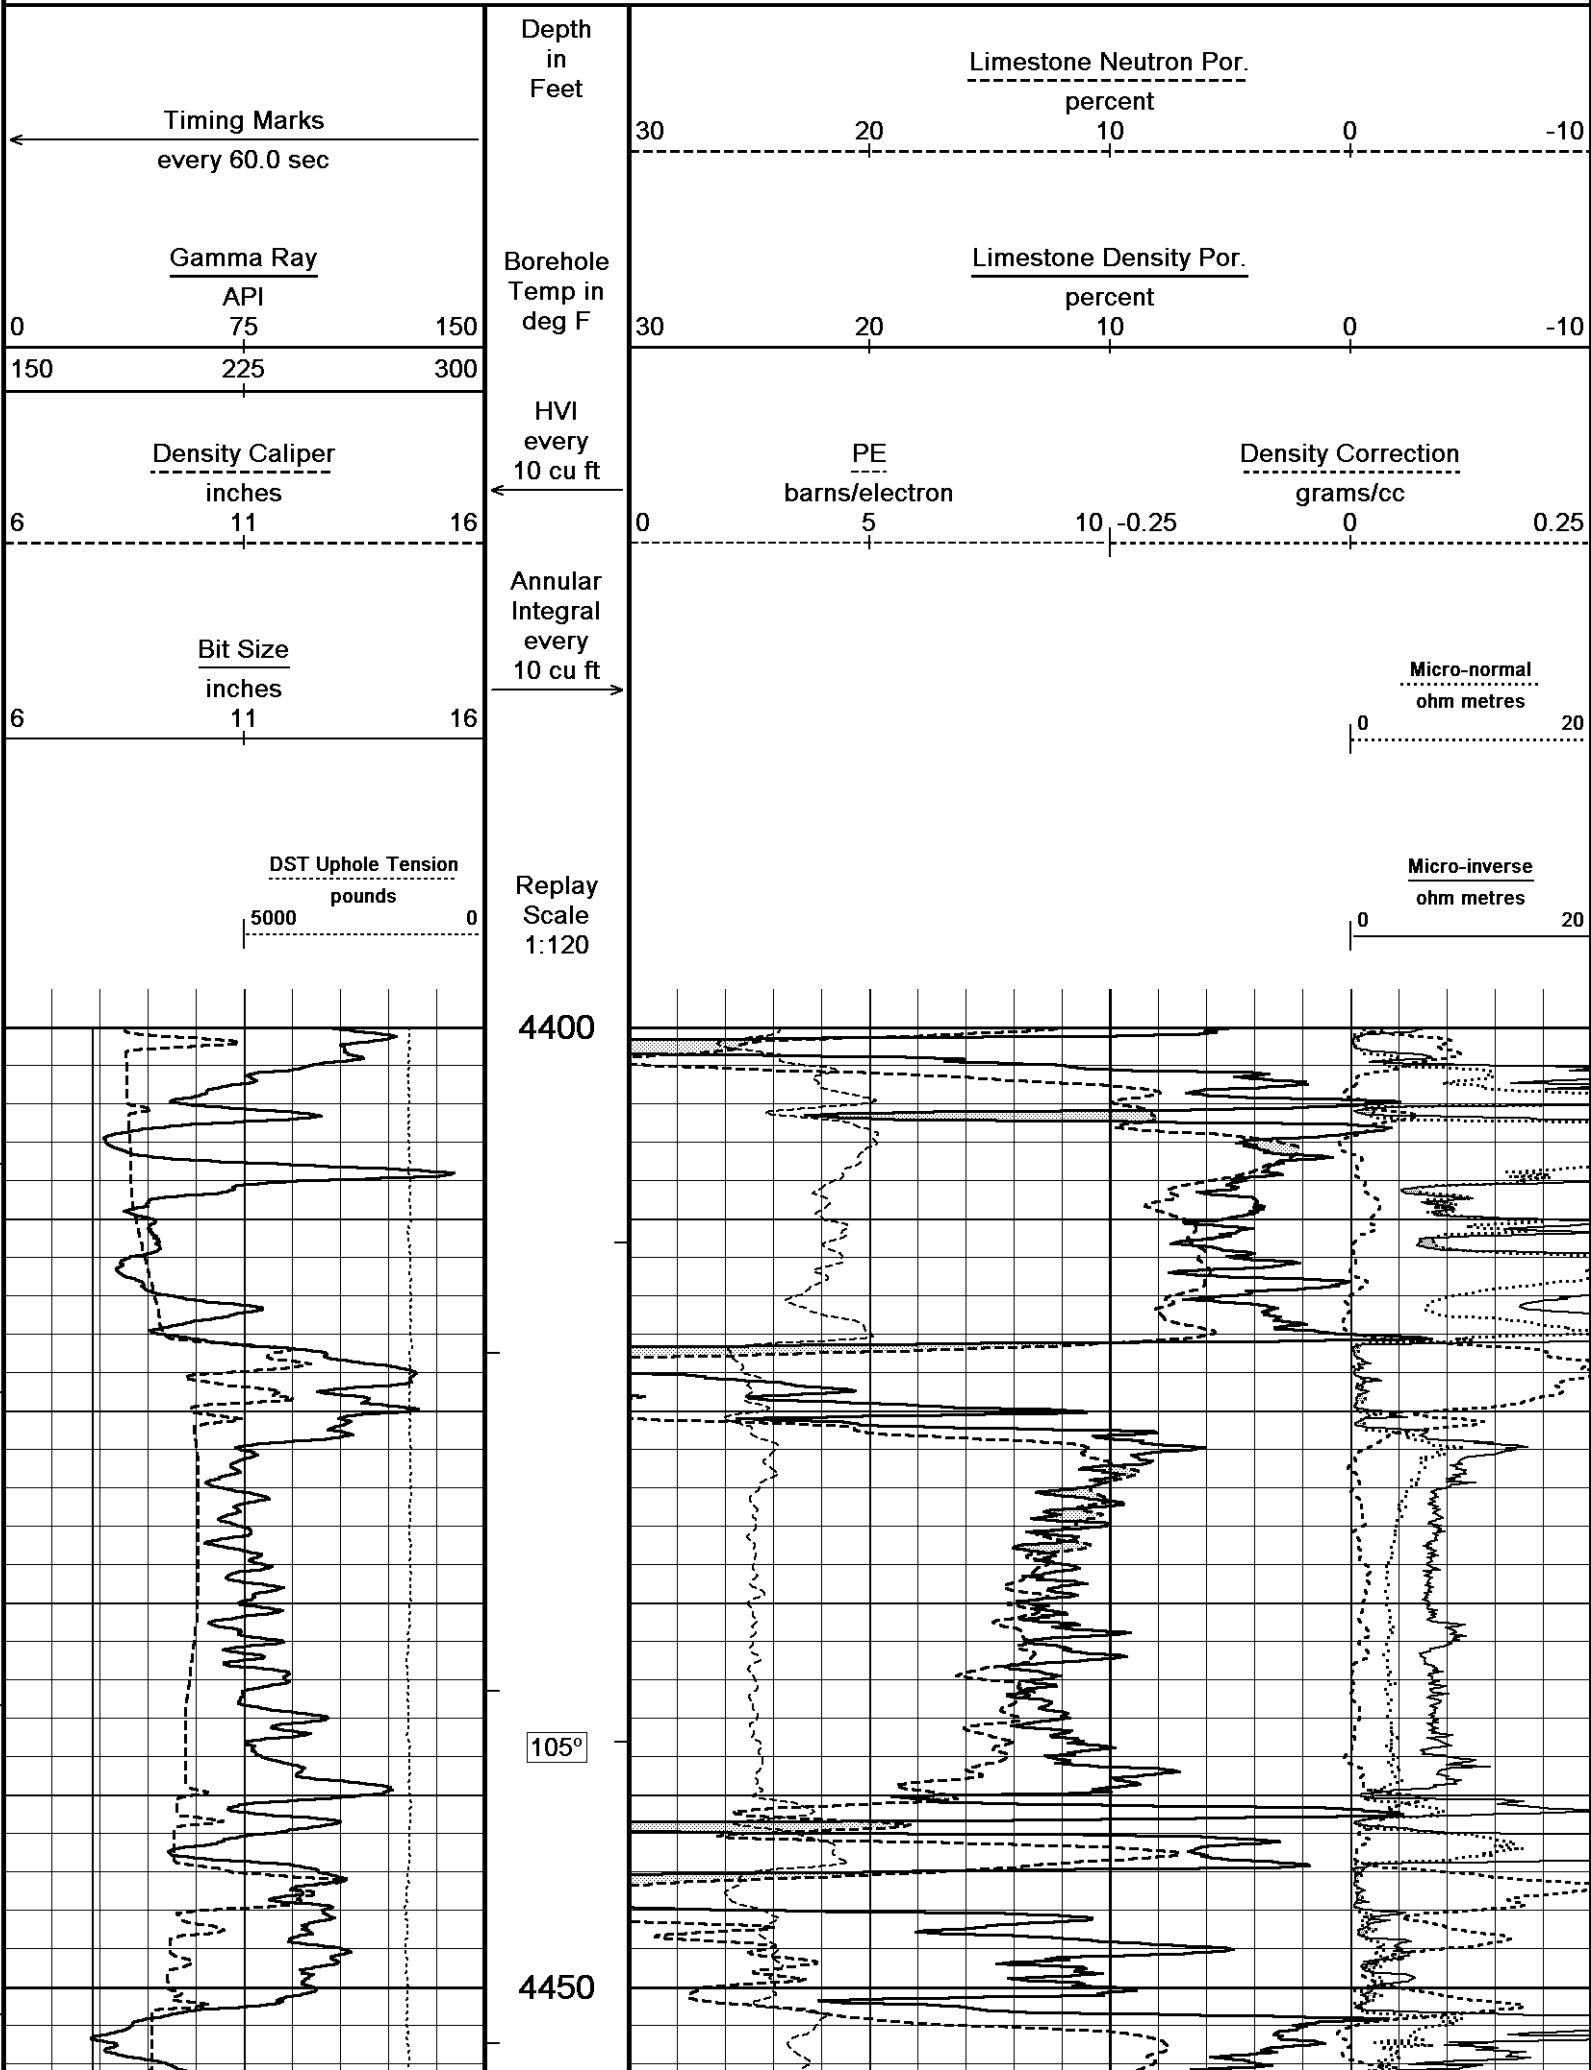 Timing Marks
every 60.0 sec
Gamma Ray
API
0 75 150
150 225 300
Density Caliper
inches
6 11 16
Bit Size
inches
6 11 16
DST Uphole Tension
pounds
5000 0
Depth
in
Feet
Borehole
Temp in
deg F
HVI
every
10 cu ft
Annular
Integral
every
10 cu ft
Replay
Scale
1:120
Limestone Neutron Por.
percent
30 20 10 0 -10
Limestone Density Por.
percent
30 20 10 0 -10
PE
barns/electron
0 5 10
Density Correction
grams/cc
-0.25 0 0.25
Micro-normal
ohm metres
0 20
Micro-inverse
ohm metres
0 20
4400
105º
4450